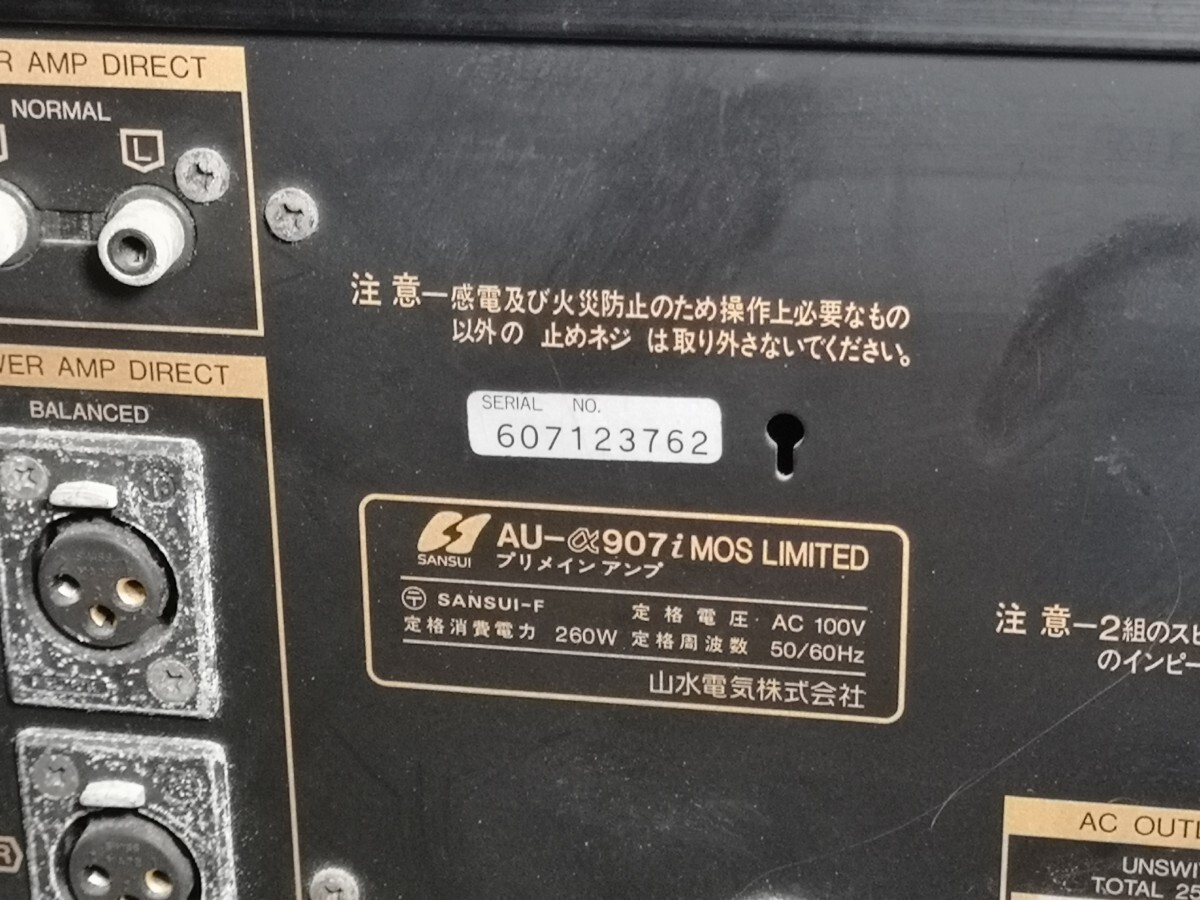 R AMP DIRECT
NORMAL
L
注 意－感電及び火災防止のため操作上必要なもの
以外の 止めネジ は取り外さないでください。
WER AMP DIRECT
BALANCED
SERIAL NO.
607123762
SANSUI
AU-α907i MOS LIMITED
プリメインアンプ
〒 SANSUI-F
定格電圧 AC 100V
定格消費電力 260W 定格周波数 50/60Hz
山水電気株式会社
注 意－2組のスピ
のインピー
R
AC OUTL
UNSWIT
TOTAL 25